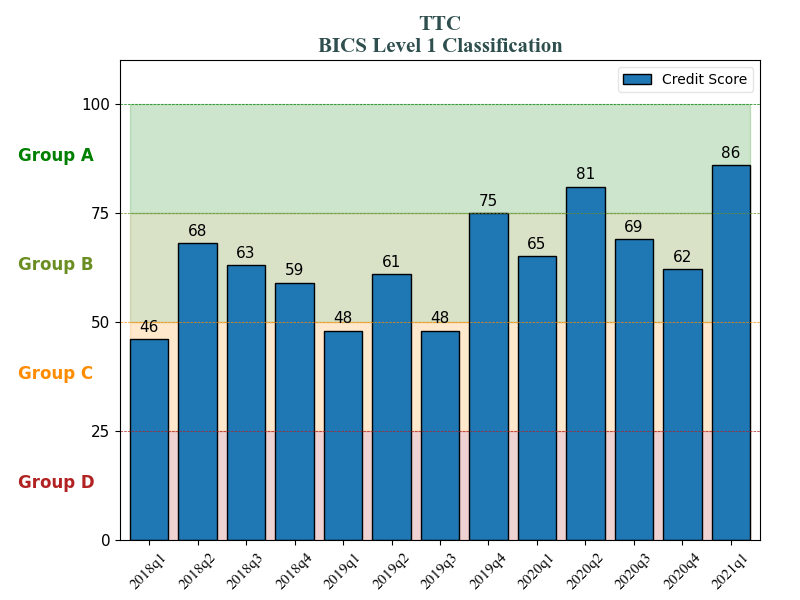 TTC
BICS Level 1 Classification
Credit Score
100
Group A
86
81
75
75
68
69
Group B
63
65
59
61
62
50
46
48
48
Group C
25
Group D
0
2018q1 2018q2 2018q3 2018q4 2019q1 2019q2 2019q3 2019q4 2020q1 2020q2 2020q3 2020q4 2021q1